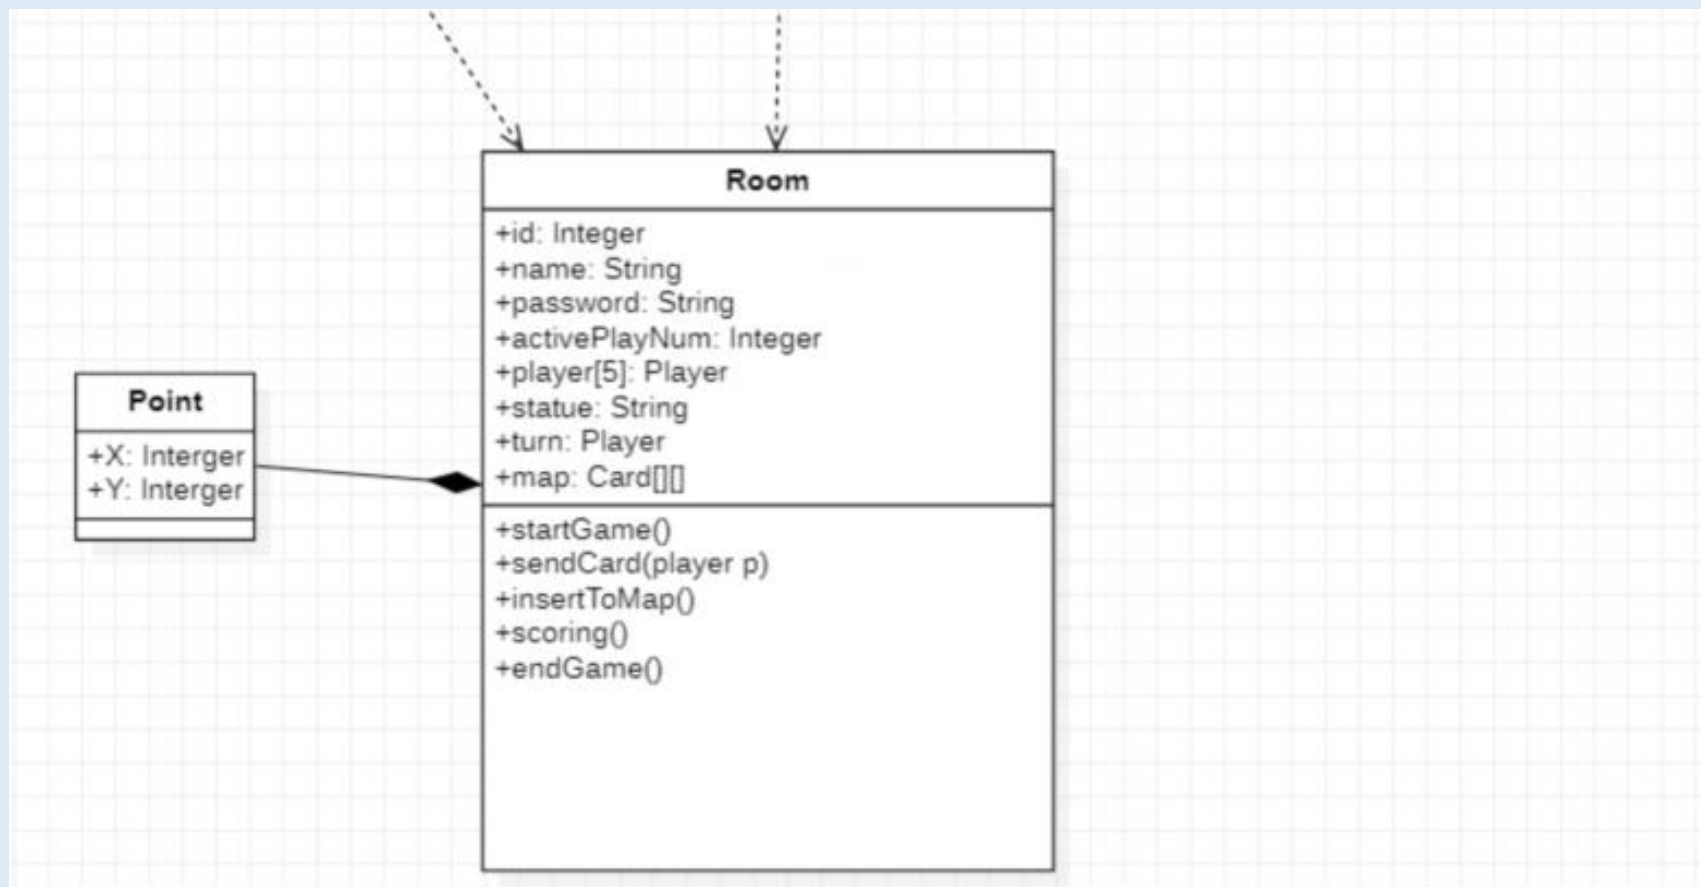 Room
+id: Integer
+name: String
+password: String
+activePlayNum: Integer
+player[5]: Player
+statue: String
+turn: Player
+map: Card[][]
+startGame()
+sendCard(player p)
+insertToMap()
+scoring()
+endGame()
Point
+X: Interger
+Y: Interger